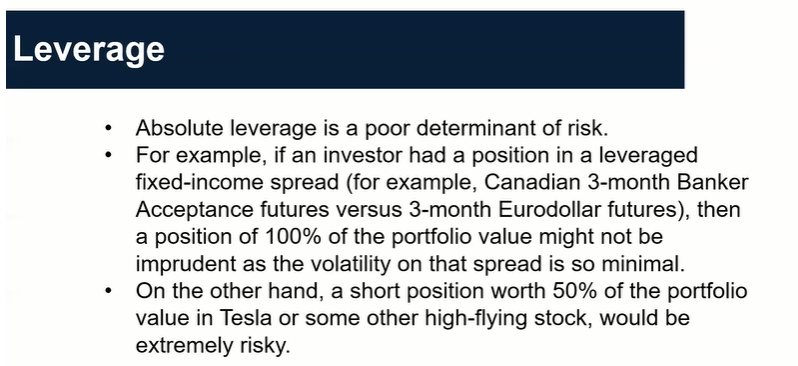 Leverage
• Absolute leverage is a poor determinant of risk.
• For example, if an investor had a position in a leveraged
fixed-income spread (for example, Canadian 3-month Banker
Acceptance futures versus 3-month Eurodollar futures), then
a position of 100% of the portfolio value might not be
imprudent as the volatility on that spread is so minimal.
• On the other hand, a short position worth 50% of the portfolio
value in Tesla or some other high-flying stock, would be
extremely risky.